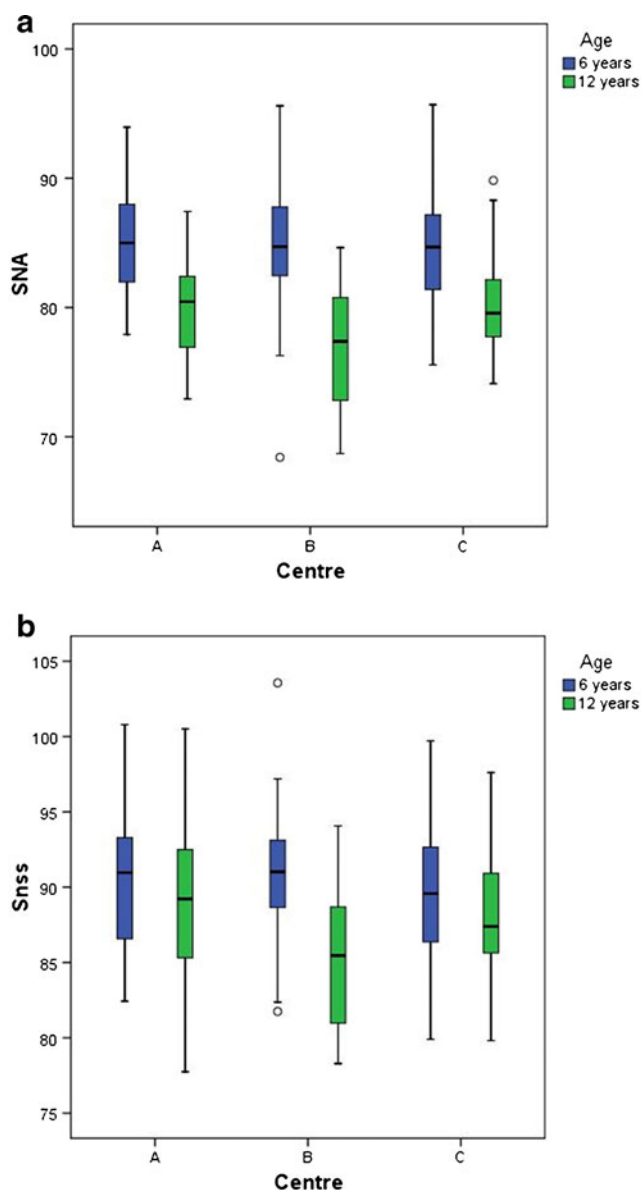 a
Age
6 years
12 years
100
90
80
70
SNA
A B C
Centre
b
Age
6 years
12 years
105
100
95
90
85
80
75
Snss
A B C
Centre